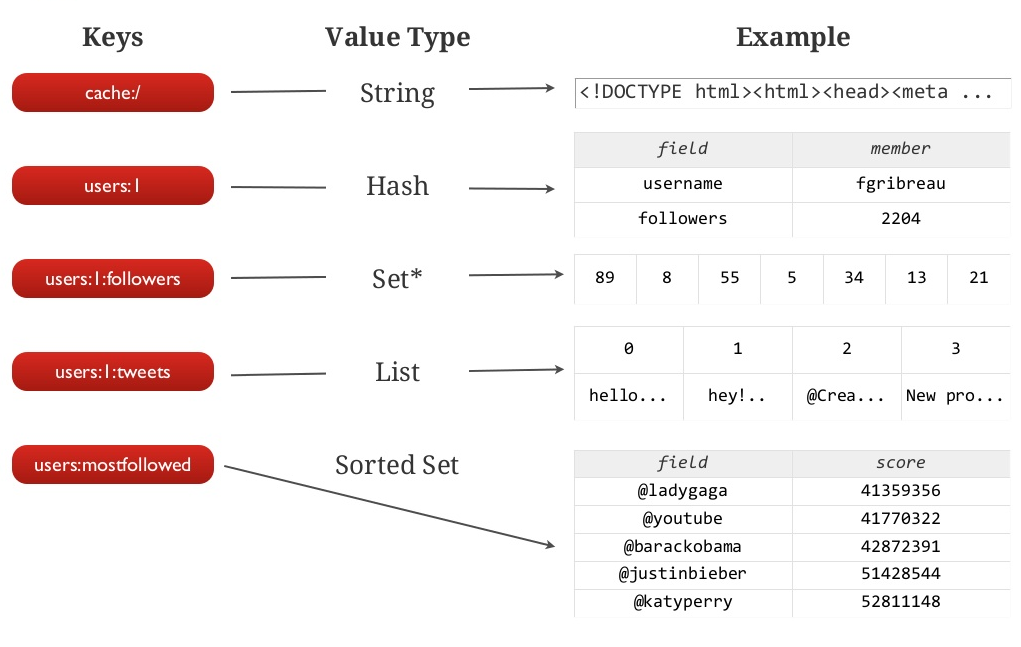 Keys Value Type Example
cache:/ String <!DOCTYPE html><html><head><meta ...
users:1 Hash
field member
username fgribreau
followers 2204
users:1:followers Set* 89 8 55 5 34 13 21
users:1:tweets List
0 1 2 3
hello... hey!.. @Crea... New pro...
users:mostfollowed Sorted Set
field score
@ladygaga 41359356
@youtube 41770322
@barackobama 42872391
@justinbieber 51428544
@katyperry 52811148